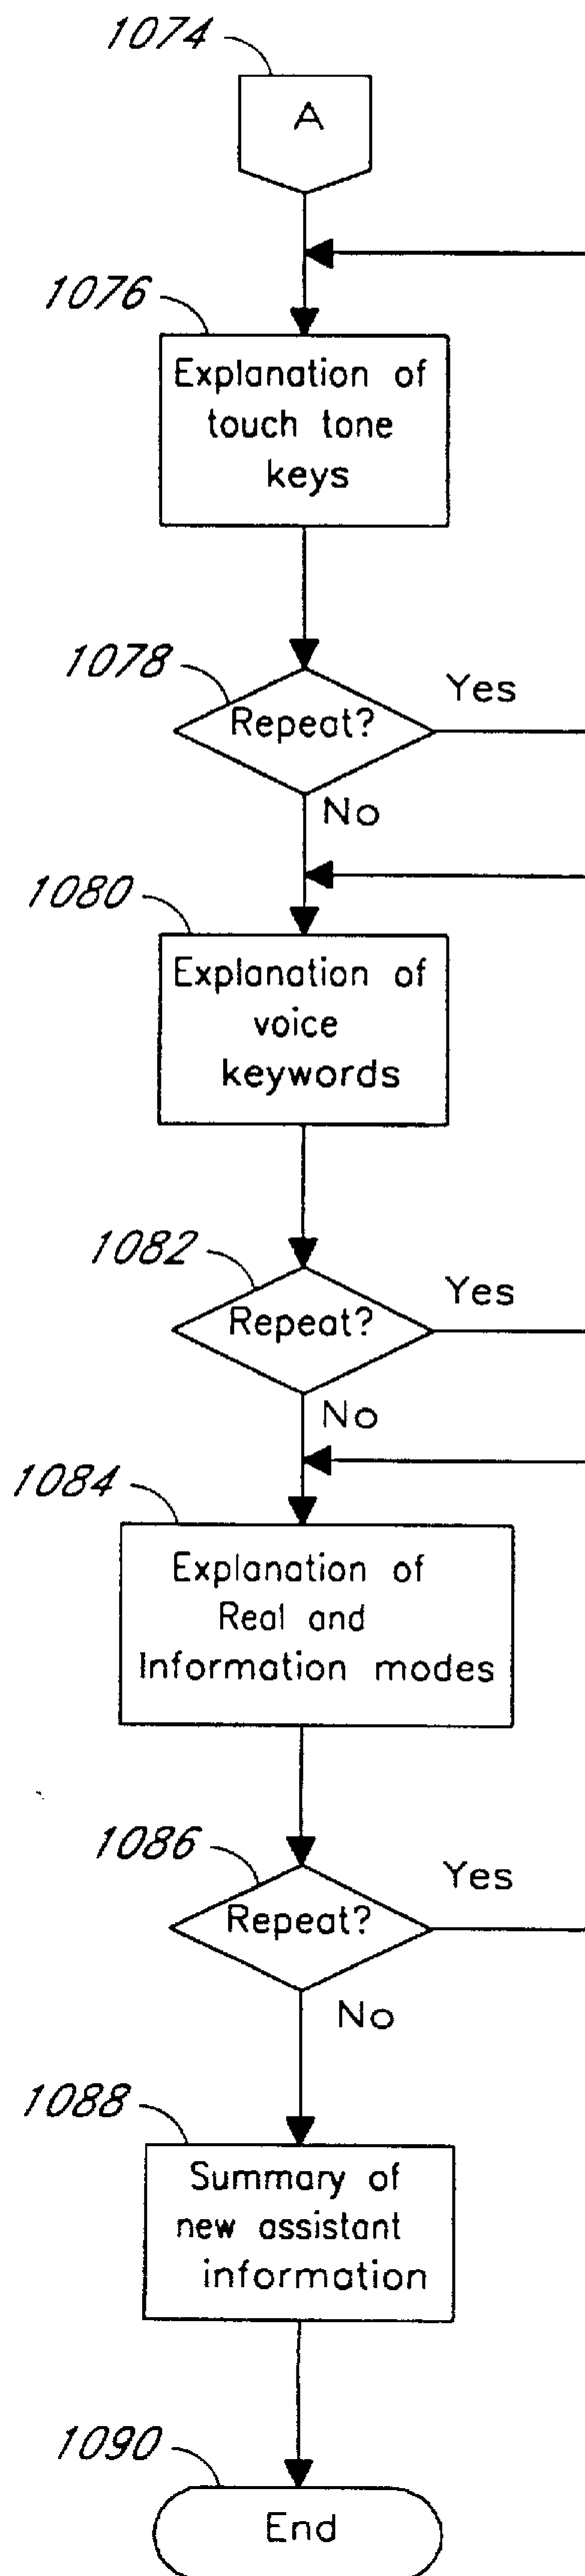 1074
A
1076
Explanation of
touch tone
keys
1078
Repeat?
Yes
No
1080
Explanation of
voice
keywords
1082
Repeat?
Yes
No
1084
Explanation of
Real and
Information modes
1086
Repeat?
Yes
No
1088
Summary of
new assistant
information
1090
End